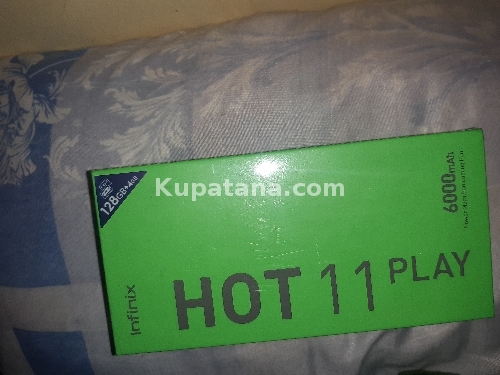 Kupatana.com
128GB+4GB
6000mAh
Infinix
HOT 11 PLAY